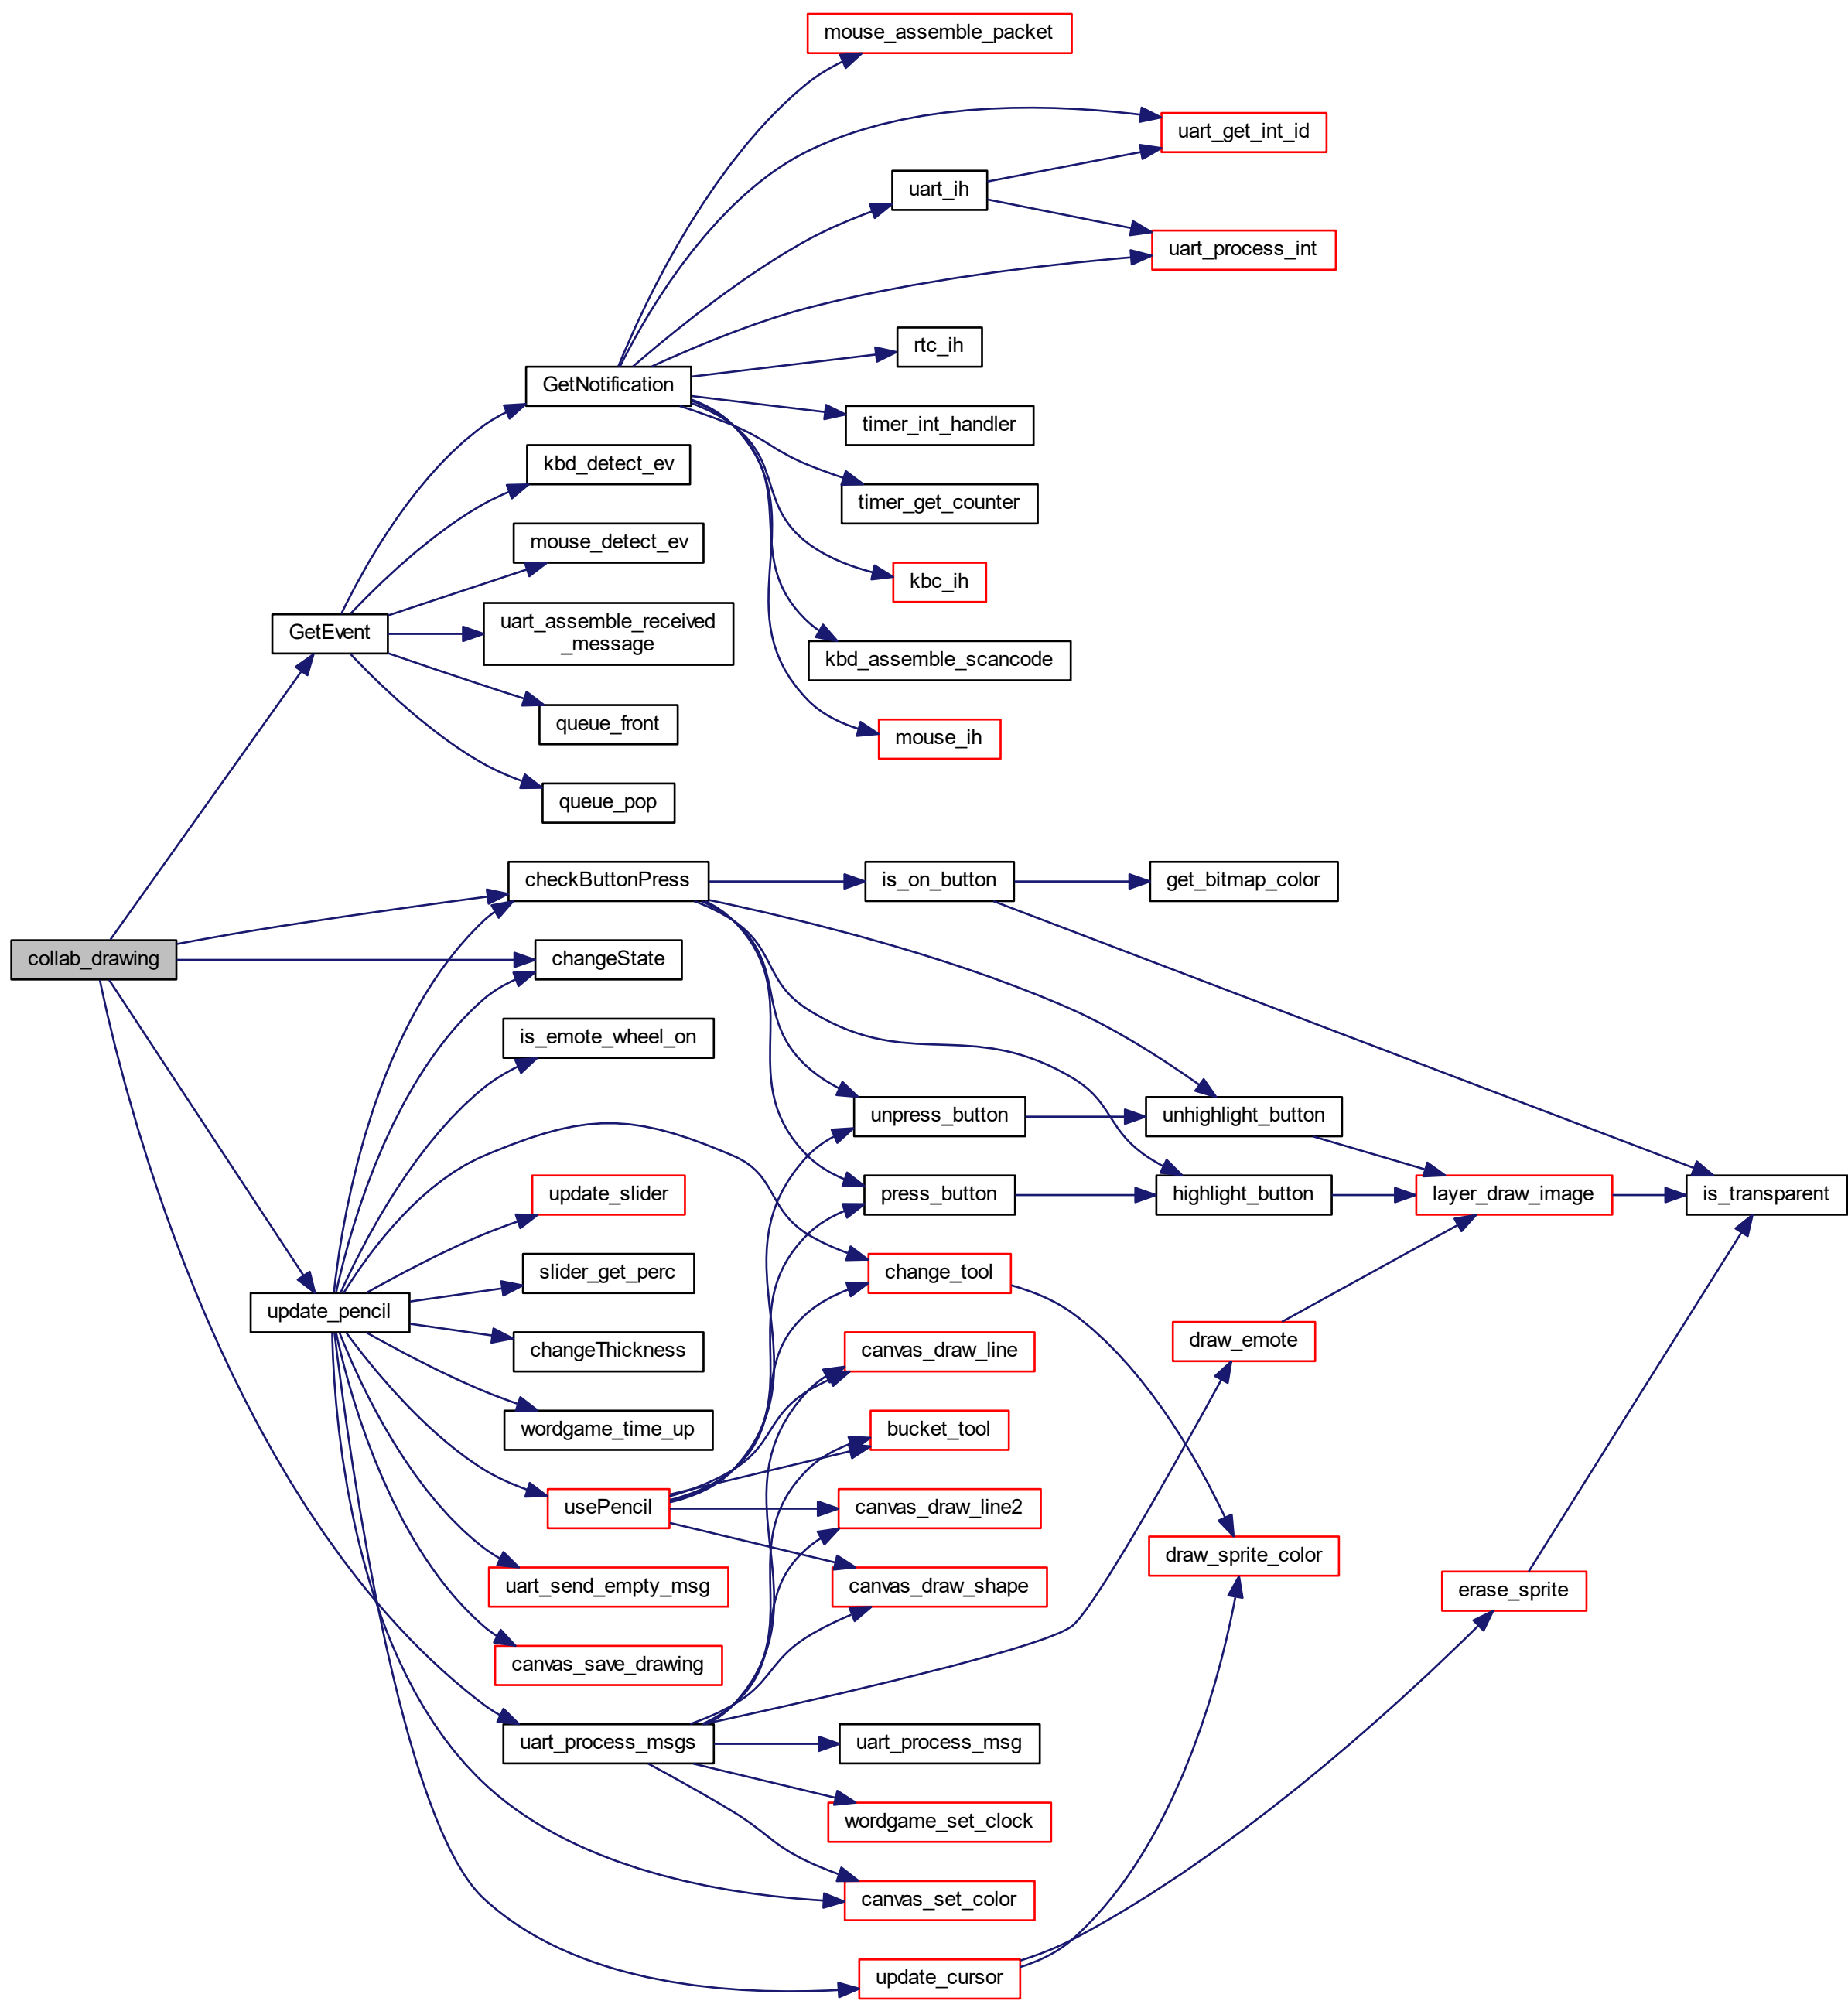 mouse_assemble_packet
uart_get_int_id
uart_ih
uart_process_int
rtc_ih
GetNotification
timer_int_handler
kbd_detect_ev
timer_get_counter
mouse_detect_ev
kbc_ih
GetEvent
uart_assemble_received
_message
kbd_assemble_scancode
queue_front
mouse_ih
queue_pop
checkButtonPress
is_on_button
get_bitmap_color
collab_drawing
changeState
is_emote_wheel_on
unpress_button
unhighlight_button
update_slider
press_button
highlight_button
layer_draw_image
is_transparent
slider_get_perc
change_tool
update_pencil
changeThickness
canvas_draw_line
draw_emote
wordgame_time_up
bucket_tool
usePencil
canvas_draw_line2
draw_sprite_color
uart_send_empty_msg
canvas_draw_shape
erase_sprite
canvas_save_drawing
uart_process_msgs
uart_process_msg
wordgame_set_clock
canvas_set_color
update_cursor